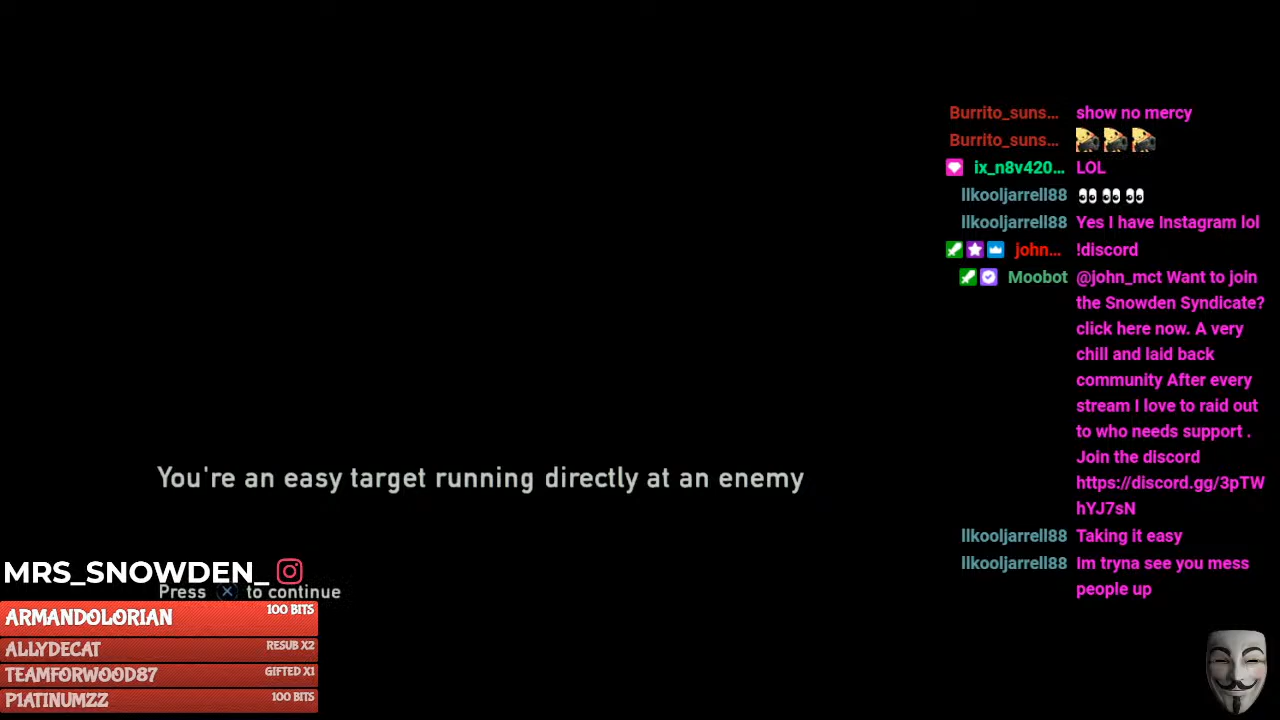 Burrito_suns... show no mercy
Burrito_suns...
ix_n8v420... LOL
llkooljarrell88
llkooljarrell88 Yes I have Instagram lol
john... !discord
Moobot @john_mct Want to join
the Snowden Syndicate?
click here now. A very
chill and laid back
community After every
stream I love to raid out
to who needs support .
Join the discord
https://discord.gg/3pTW
hYJ7sN
llkooljarrell88 Taking it easy
llkooljarrell88 Im tryna see you mess
people up
You're an easy target running directly at an enemy
MRS_SNOWDEN_
Press X to continue
ARMANDOLORIAN 100 BITS
ALLYDECAT RESUB X2
TEAMFORWOOD87 GIFTED X1
P1ATINUMZZ 100 BITS